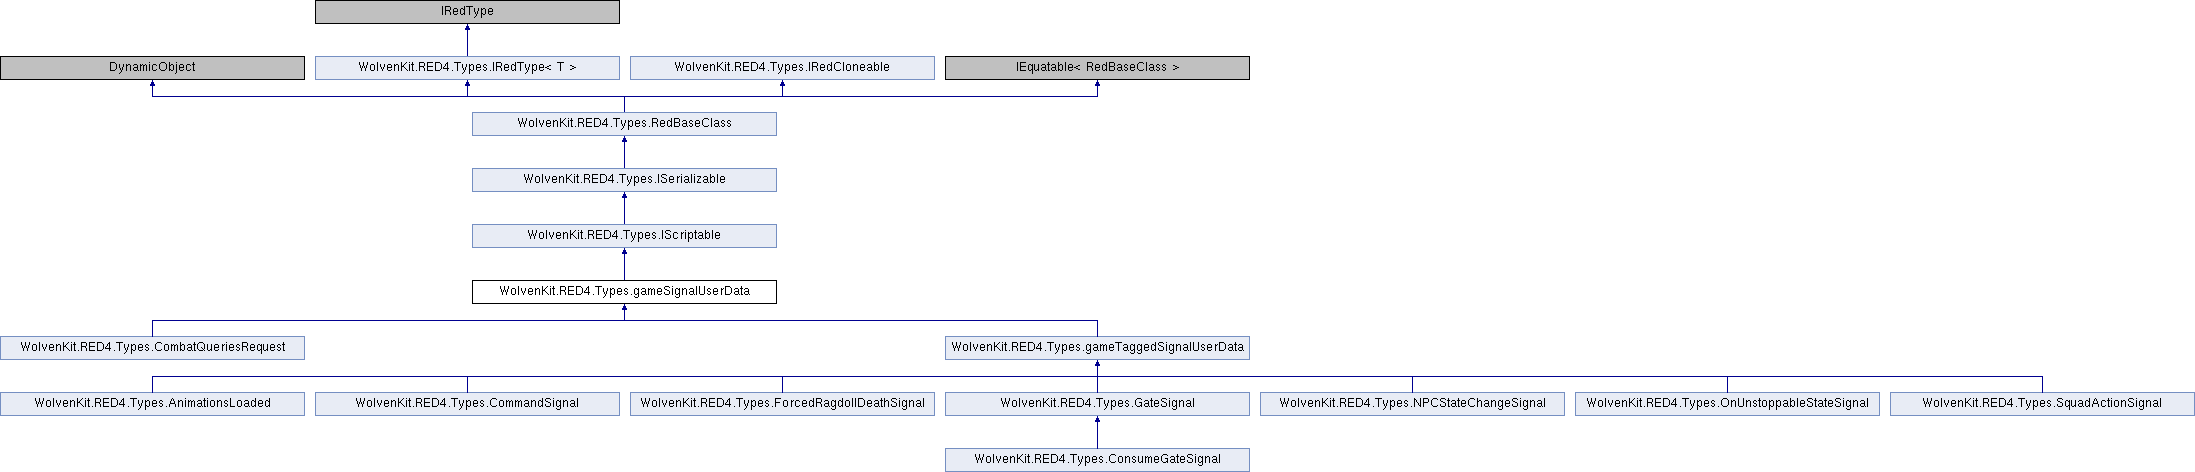 IRedType
DynamicObject
WolvenKit.RED4.Types.IRedType< T >
WolvenKit.RED4.Types.IRedCloneable
IEquatable< RedBaseClass >
WolvenKit.RED4.Types.RedBaseClass
WolvenKit.RED4.Types.ISerializable
WolvenKit.RED4.Types.IScriptable
WolvenKit.RED4.Types.gameSignalUserData
WolvenKit.RED4.Types.CombatQueriesRequest
WolvenKit.RED4.Types.gameTaggedSignalUserData
WolvenKit.RED4.Types.AnimationsLoaded
WolvenKit.RED4.Types.CommandSignal
WolvenKit.RED4.Types.ForcedRagdollDeathSignal
WolvenKit.RED4.Types.GateSignal
WolvenKit.RED4.Types.NPCStateChangeSignal
WolvenKit.RED4.Types.OnUnstoppableStateSignal
WolvenKit.RED4.Types.SquadActionSignal
WolvenKit.RED4.Types.ConsumeGateSignal